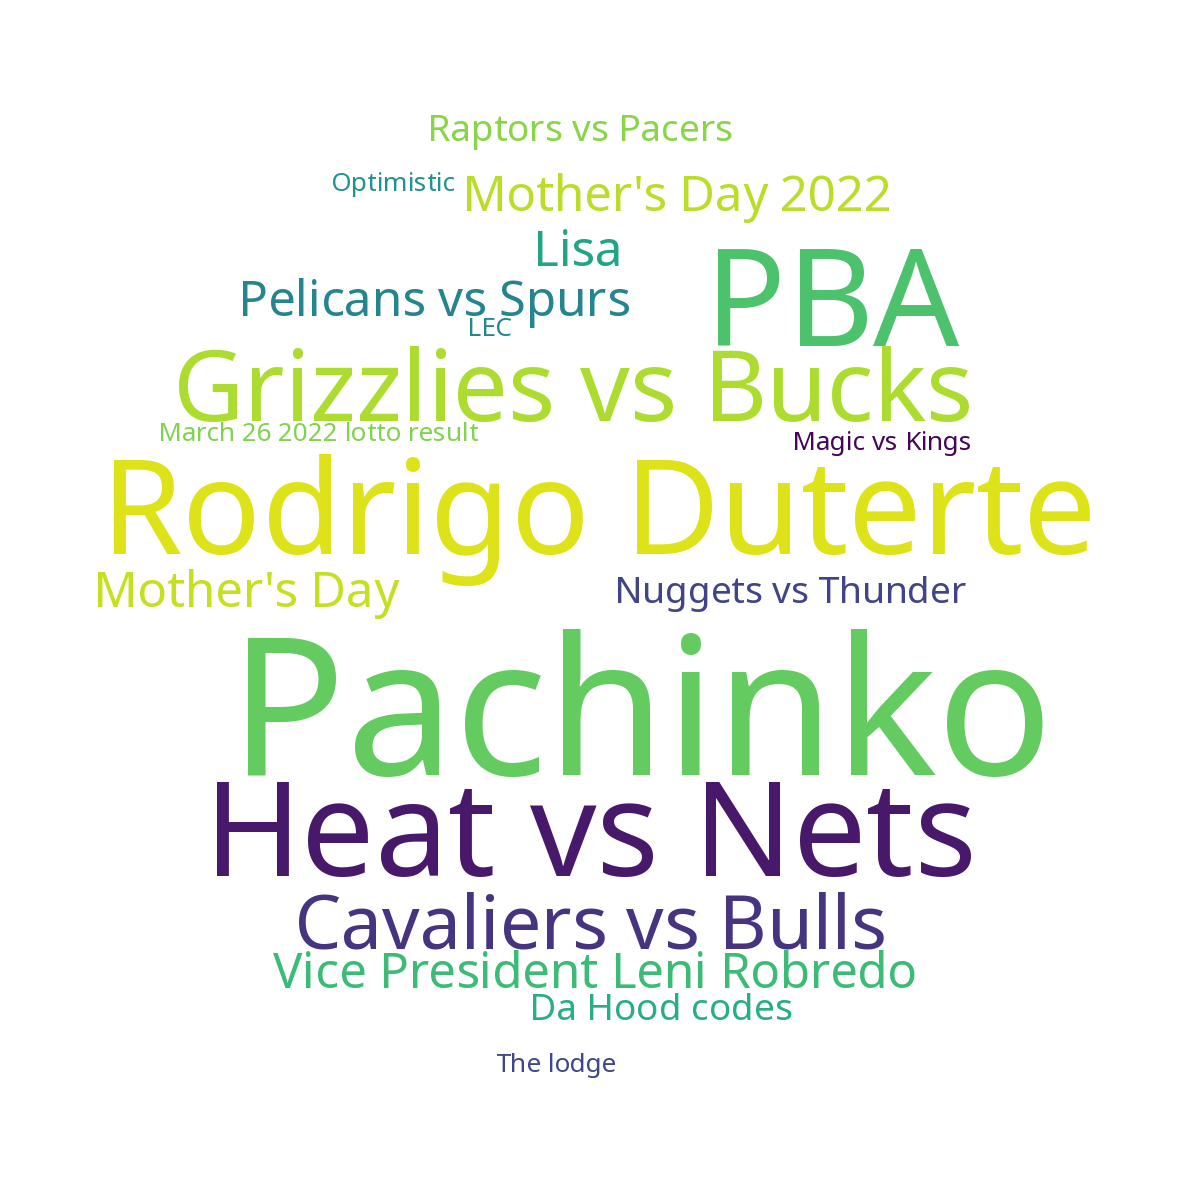 Raptors vs Pacers
Optimistic
Mother's Day 2022
Lisa
PBA
Pelicans vs Spurs
LEC
Grizzlies vs Bucks
March 26 2022 lotto result
Magic vs Kings
Rodrigo Duterte
Mother's Day
Nuggets vs Thunder
Pachinko
Heat vs Nets
Cavaliers vs Bulls
Vice President Leni Robredo
Da Hood codes
The lodge